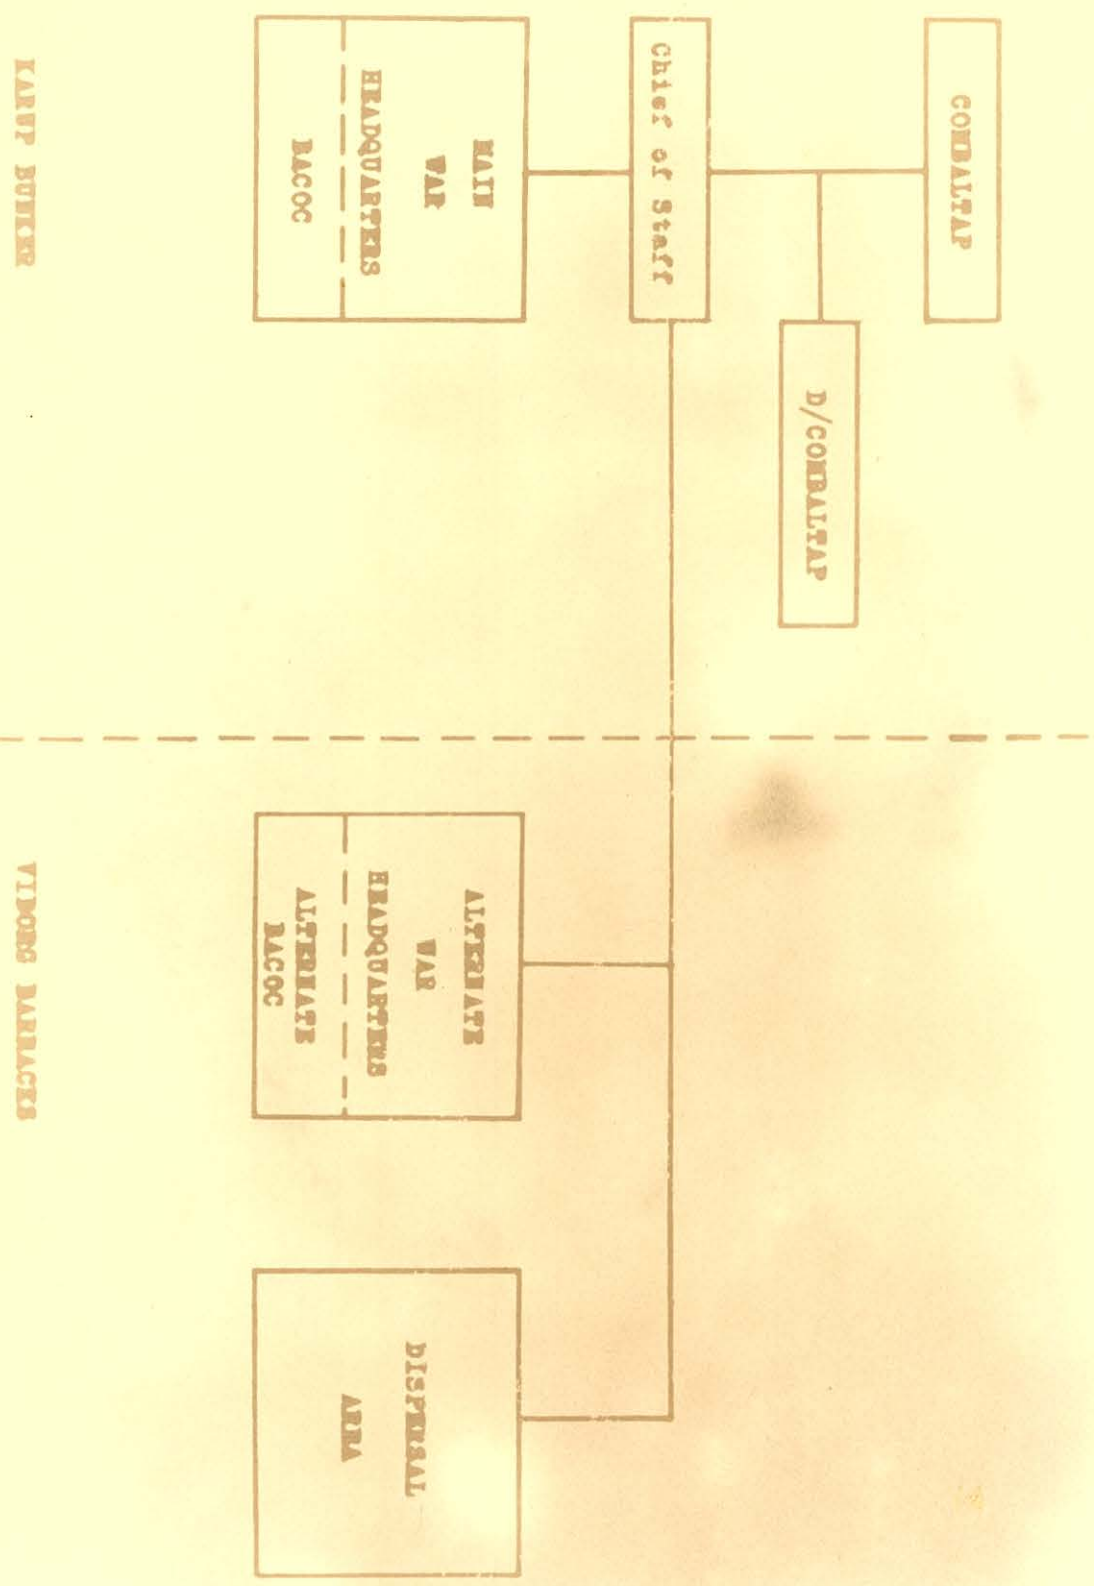 COMBALTAP
D/COMBALTAP
Chief of Staff
MAIN
WAR
HEADQUARTERS
BACOC
ALTERNATE
WAR
HEADQUARTERS
ALTERNATE
BACOC
DISPERSAL
AREA
KARUP BUNKER
VIBORG BARRACKS